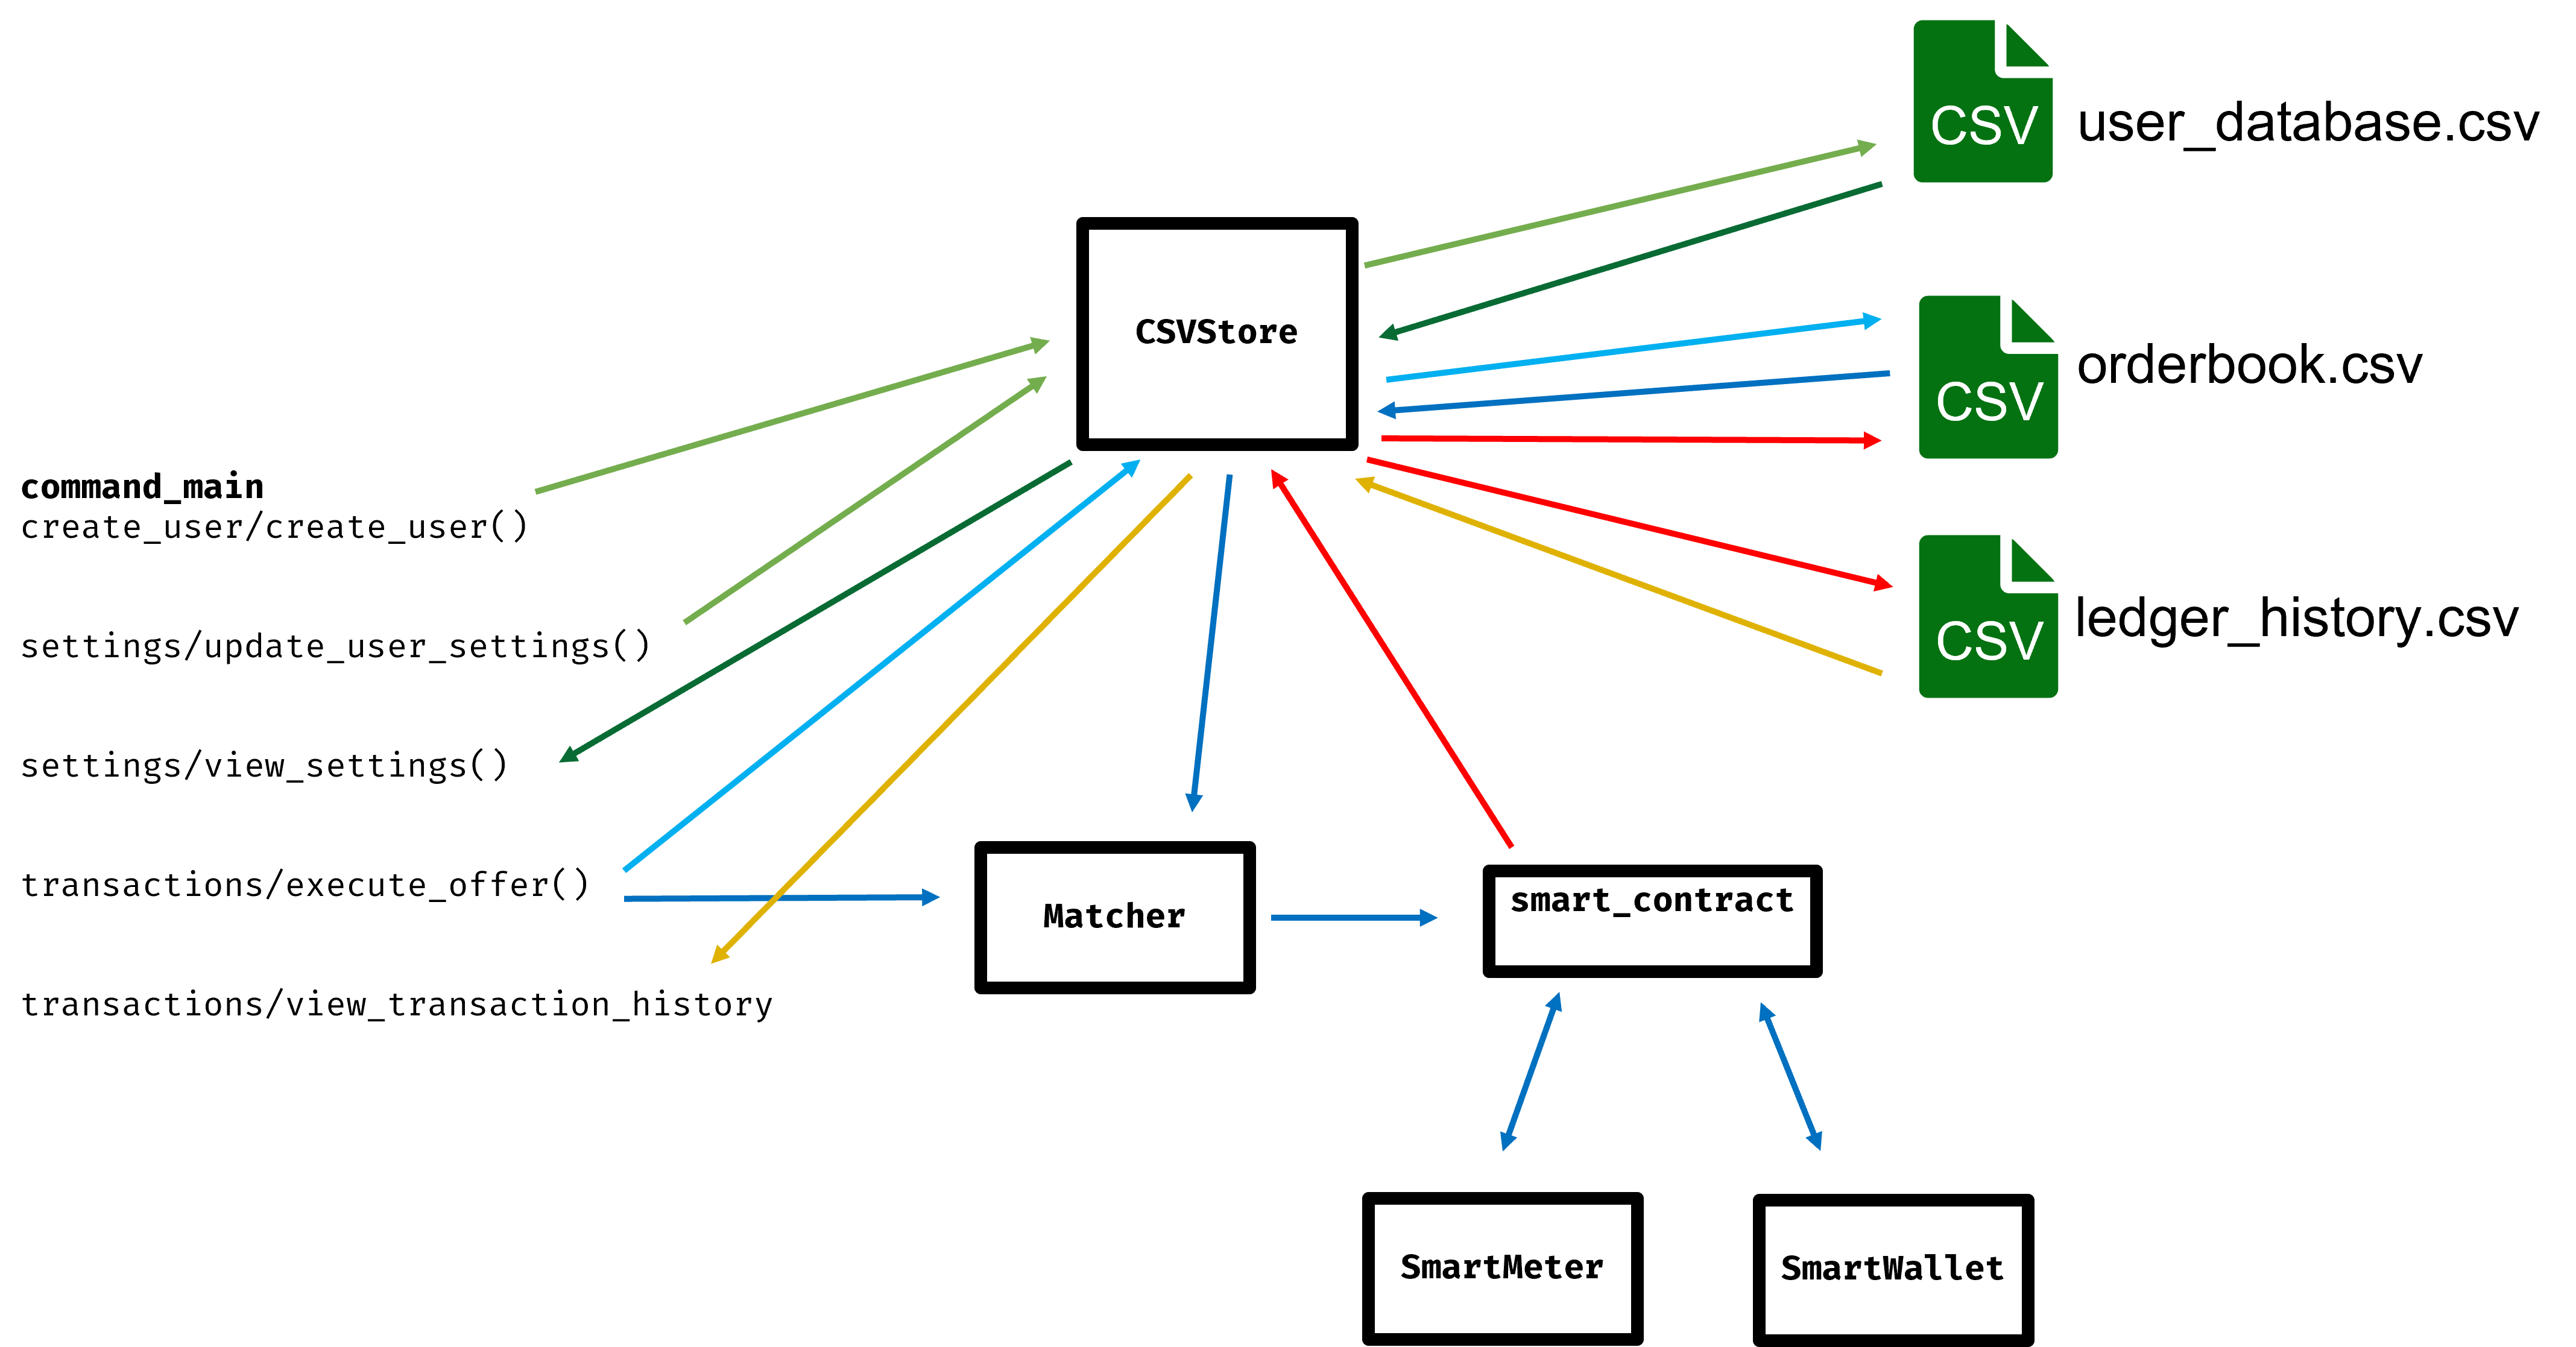 CSV
user_database.csv
CSVStore
CSV
orderbook.csv
command_main
create_user/create_user()
CSV
ledger_history.csv
settings/update_user_settings()
settings/view_settings()
transactions/execute_offer()
Matcher
smart_contract
transactions/view_transaction_history
SmartMeter
SmartWallet